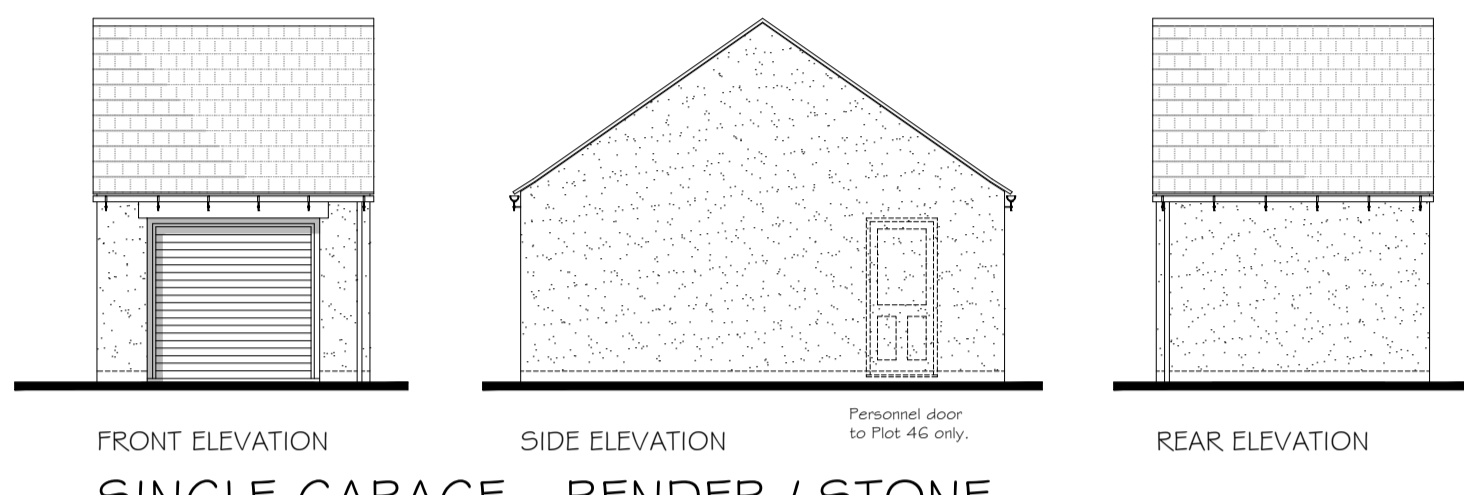 Personnel door
to Plot 46 only.
FRONT ELEVATION
SIDE ELEVATION
REAR ELEVATION
SINGLE GARAGE - RENDER / STONE